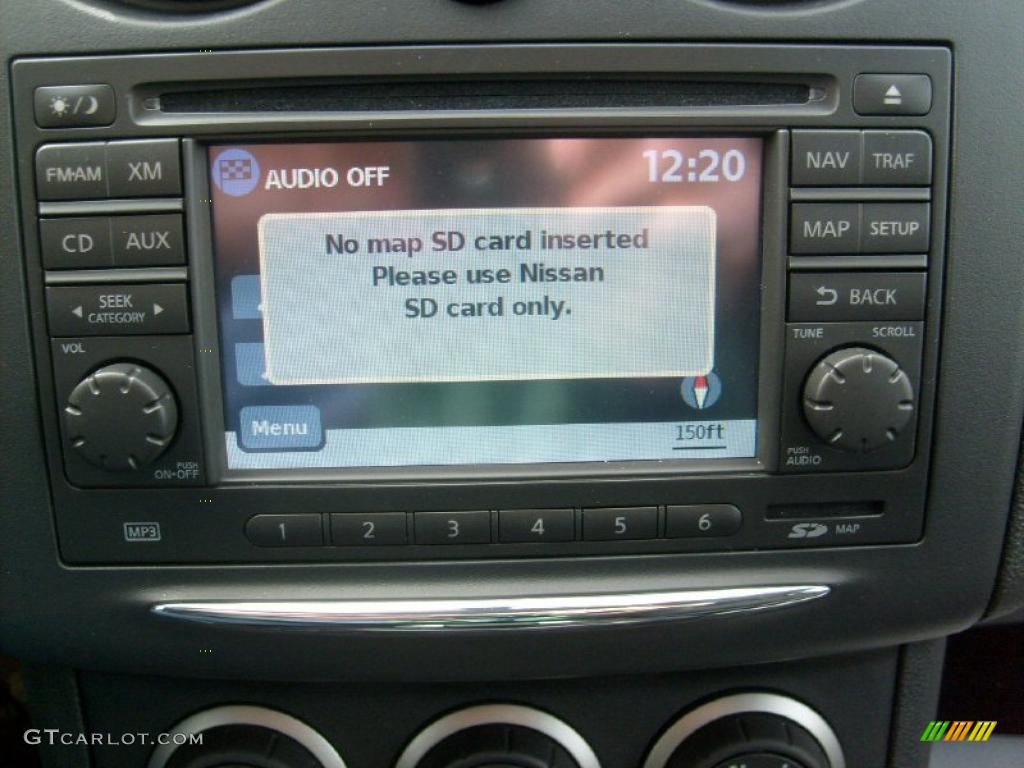 FM·AM XM
CD AUX
SEEK
CATEGORY
VOL
PUSH
ON·OFF
AUDIO OFF
12:20
No map SD card inserted
Please use Nissan
SD card only.
Menu
150ft
NAV TRAF
MAP SETUP
BACK
TUNE SCROLL
PUSH
AUDIO
MP3
1 2 3 4 5 6
SD MAP
GTCARLOT.COM